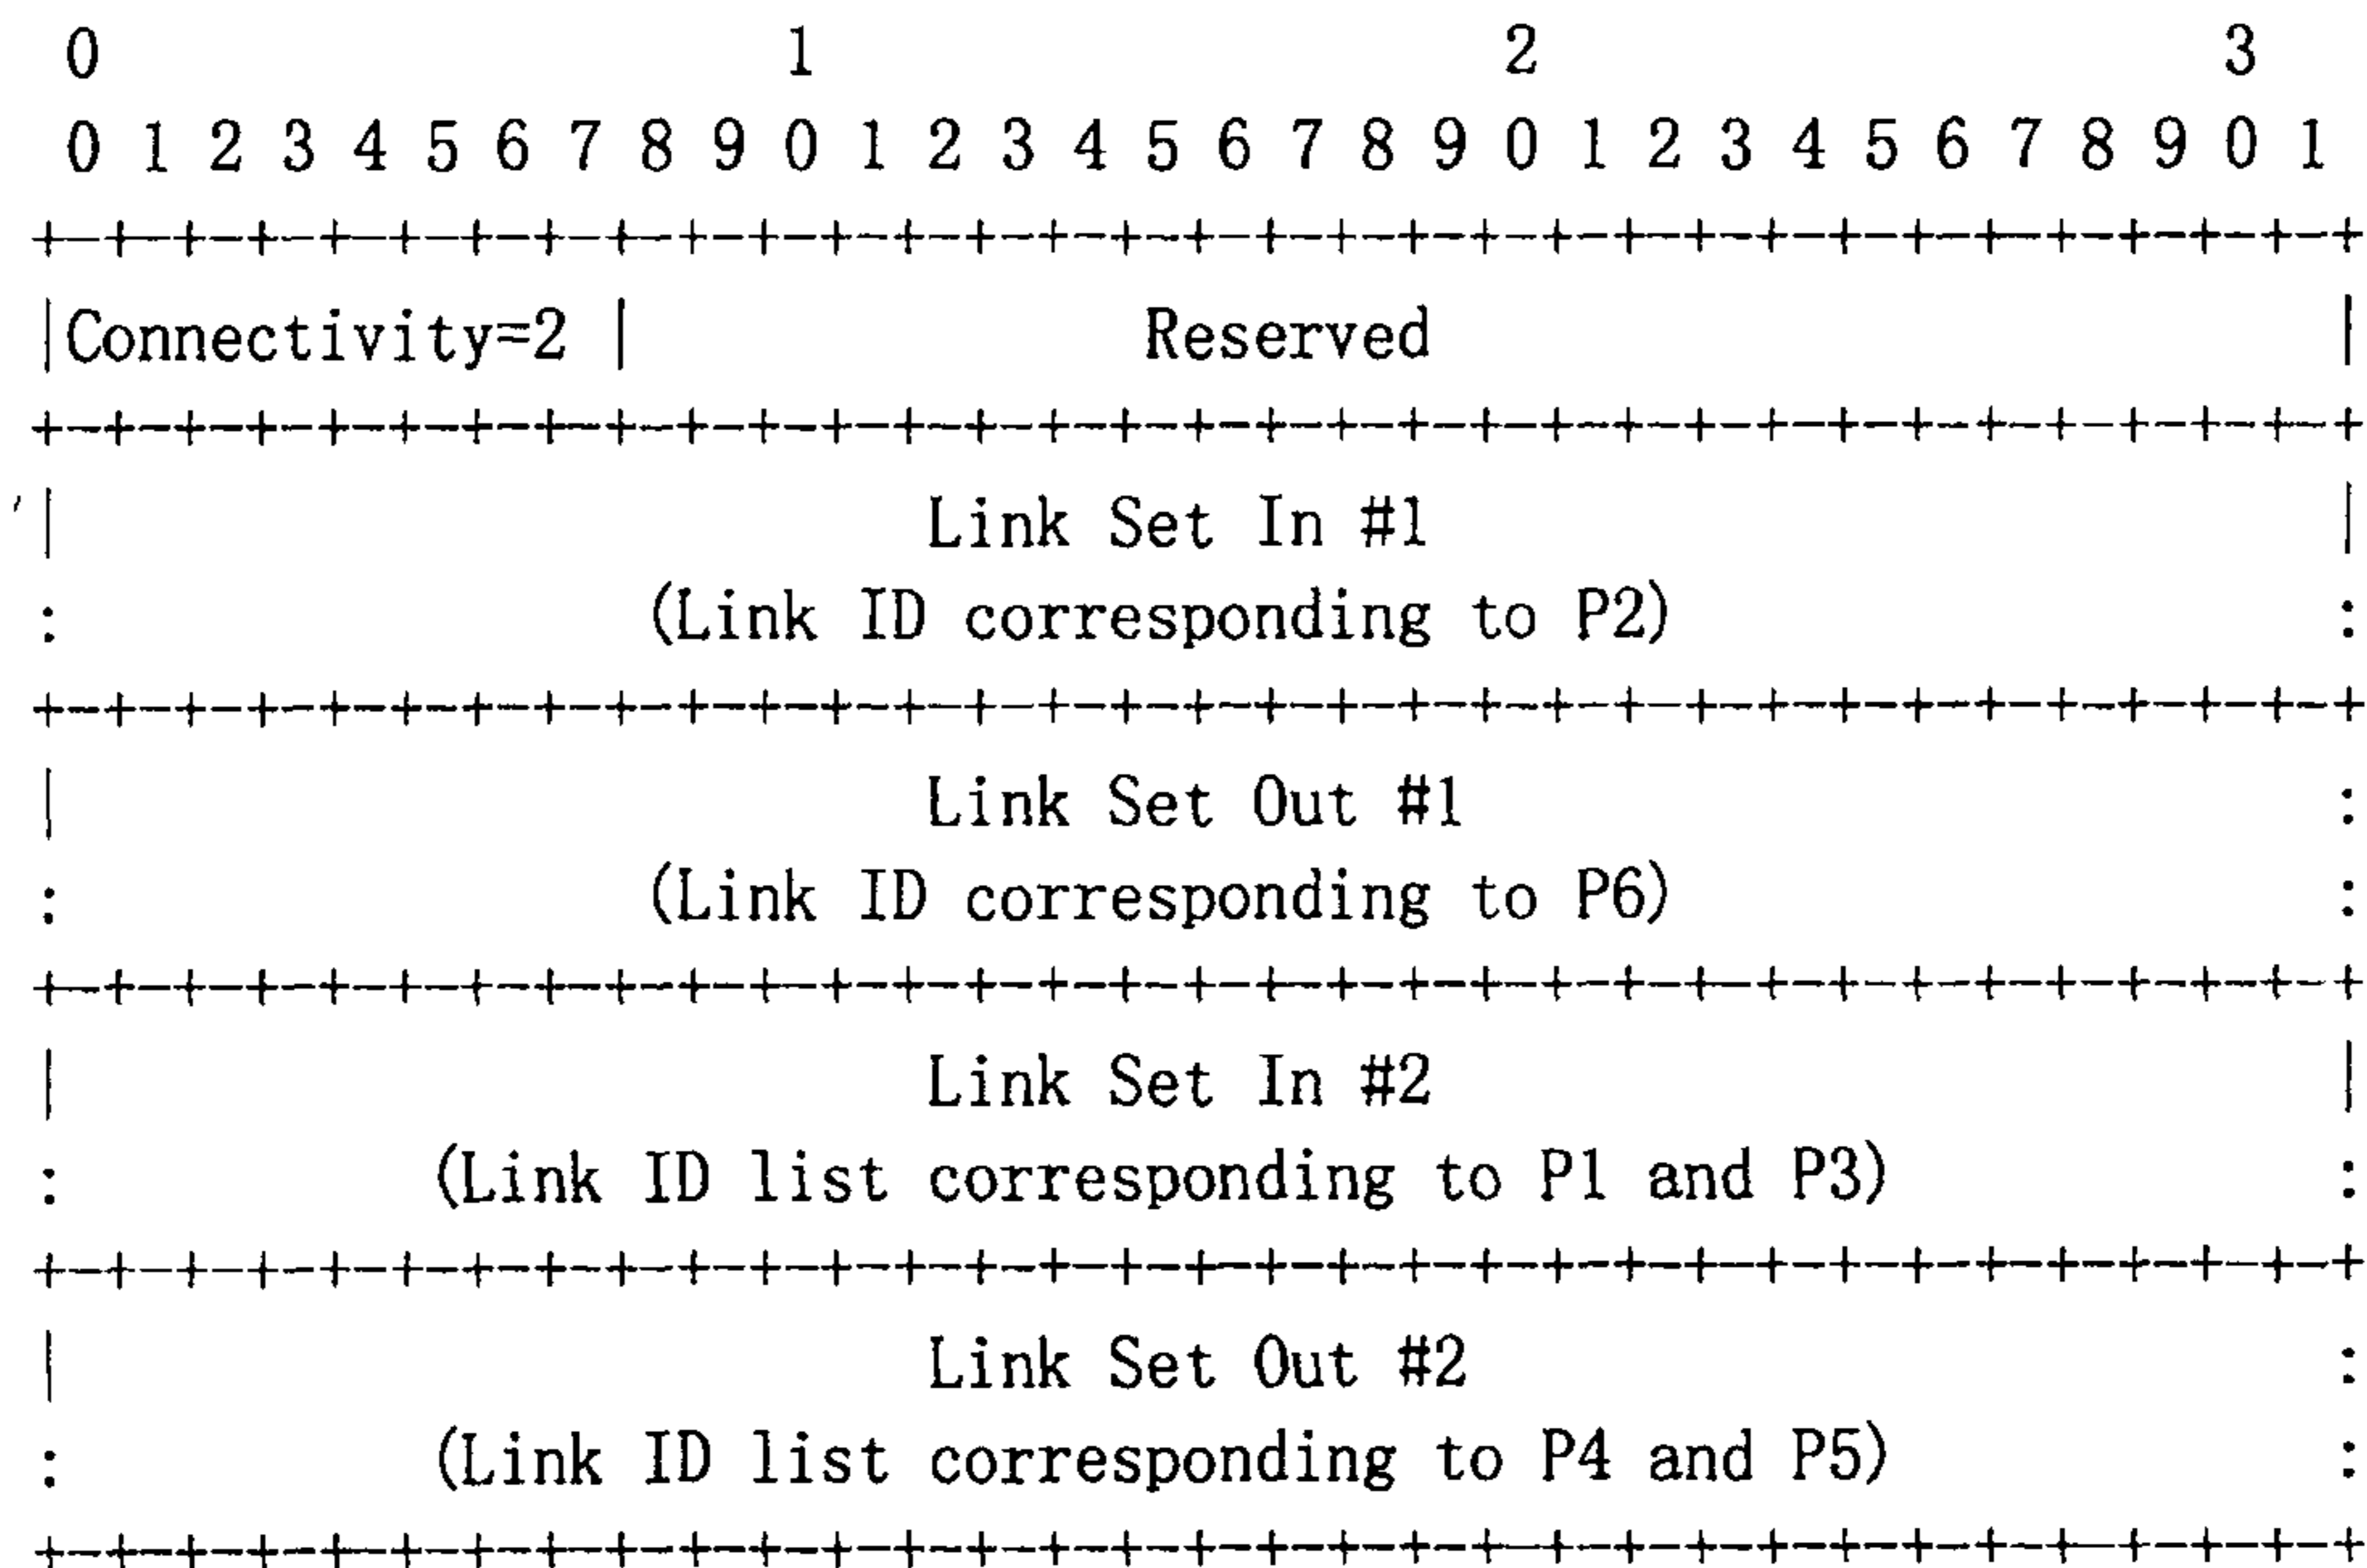 0 1 2 3
0 1 2 3 4 5 6 7 8 9 0 1 2 3 4 5 6 7 8 9 0 1 2 3 4 5 6 7 8 9 0 1
+-+-+-+-+-+-+-+-+-+-+-+-+-+-+-+-+-+-+-+-+-+-+-+-+-+-+-+-+-+-+-+-+
|Connectivity=2 | Reserved |
+-+-+-+-+-+-+-+-+-+-+-+-+-+-+-+-+-+-+-+-+-+-+-+-+-+-+-+-+-+-+-+-+
| Link Set In #1 |
: (Link ID corresponding to P2) :
+-+-+-+-+-+-+-+-+-+-+-+-+-+-+-+-+-+-+-+-+-+-+-+-+-+-+-+-+-+-+-+-+
| Link Set Out #1 :
: (Link ID corresponding to P6) :
+-+-+-+-+-+-+-+-+-+-+-+-+-+-+-+-+-+-+-+-+-+-+-+-+-+-+-+-+-+-+-+-+
| Link Set In #2 |
: (Link ID list corresponding to P1 and P3) :
+-+-+-+-+-+-+-+-+-+-+-+-+-+-+-+-+-+-+-+-+-+-+-+-+-+-+-+-+-+-+-+-+
| Link Set Out #2 :
: (Link ID list corresponding to P4 and P5) :
+-+-+-+-+-+-+-+-+-+-+-+-+-+-+-+-+-+-+-+-+-+-+-+-+-+-+-+-+-+-+-+-+